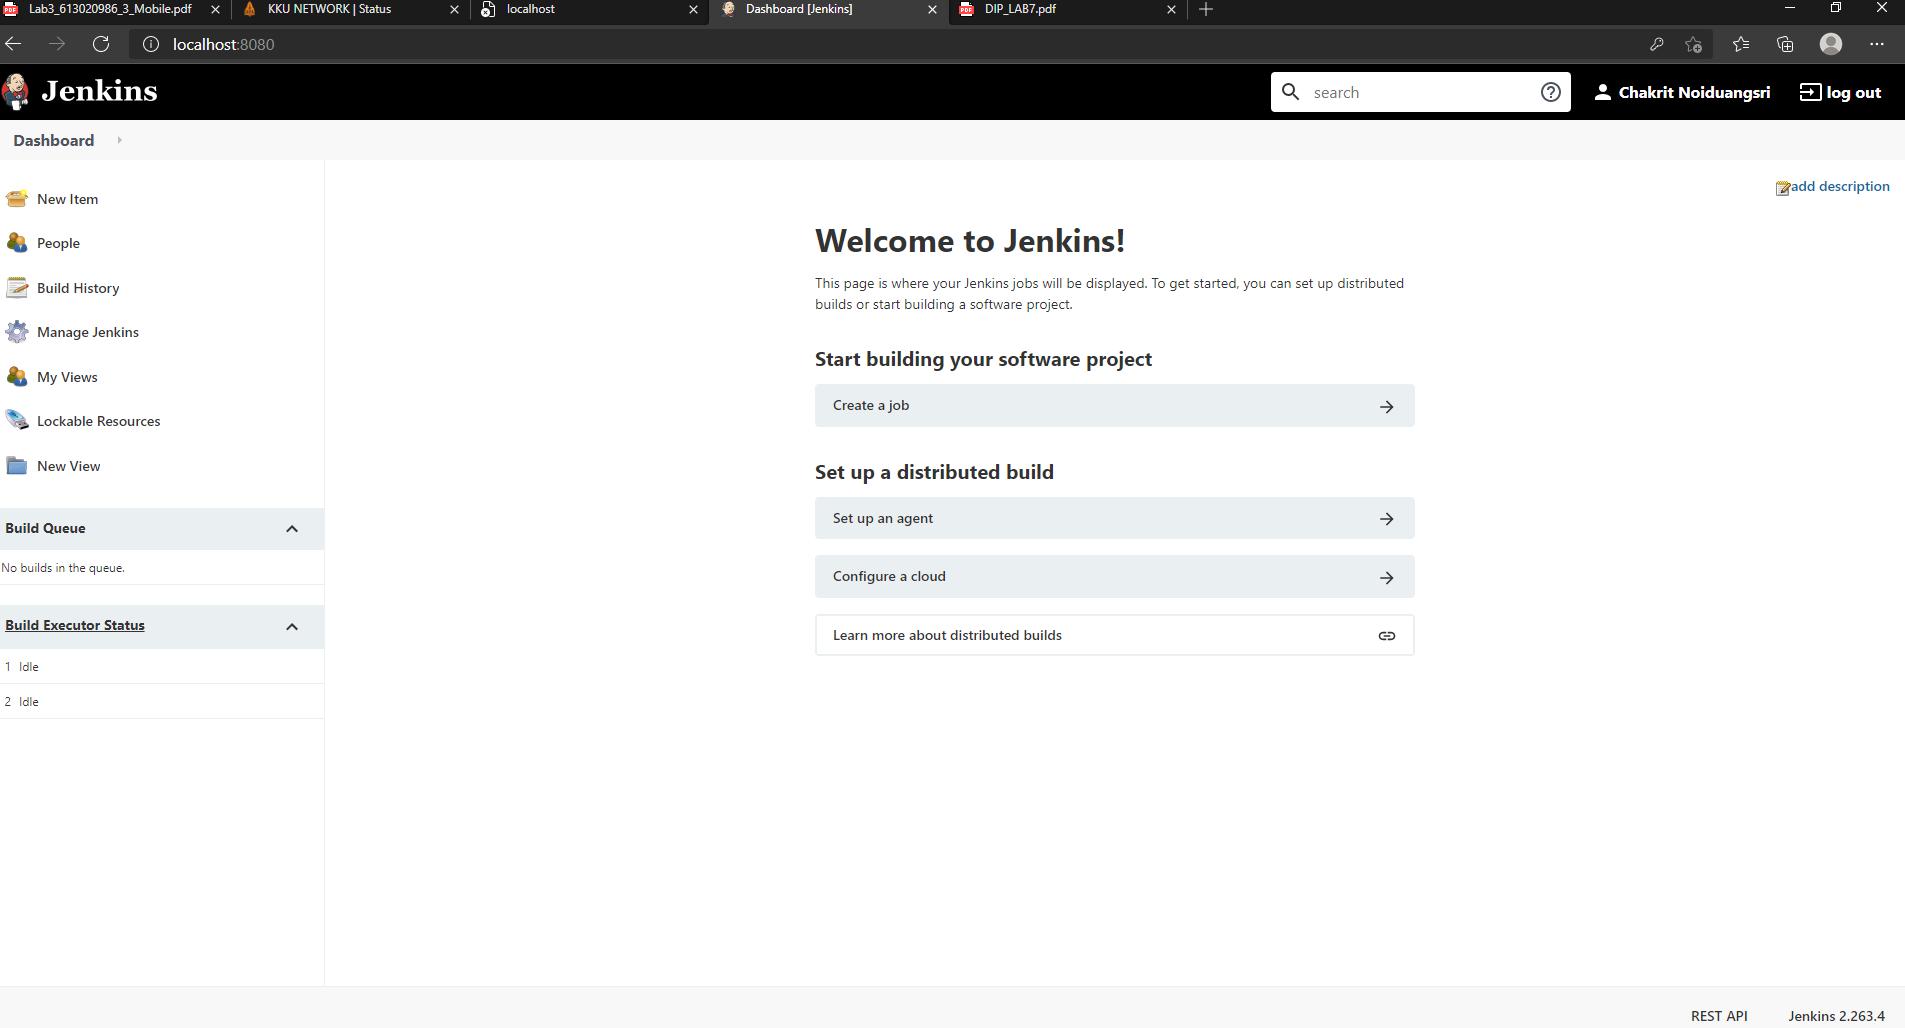 Lab3_613020986_3_Mobile.pdf
KKU NETWORK | Status
localhost
Dashboard [Jenkins]
DIP_LAB7.pdf
localhost:8080
Jenkins
search
Chakrit Noiduangsri
log out
Dashboard
New Item
People
Build History
Manage Jenkins
My Views
Lockable Resources
New View
Build Queue
No builds in the queue.
Build Executor Status
1 Idle
2 Idle
add description
Welcome to Jenkins!
This page is where your Jenkins jobs will be displayed. To get started, you can set up distributed
builds or start building a software project.
Start building your software project
Create a job
Set up a distributed build
Set up an agent
Configure a cloud
Learn more about distributed builds
REST API
Jenkins 2.263.4